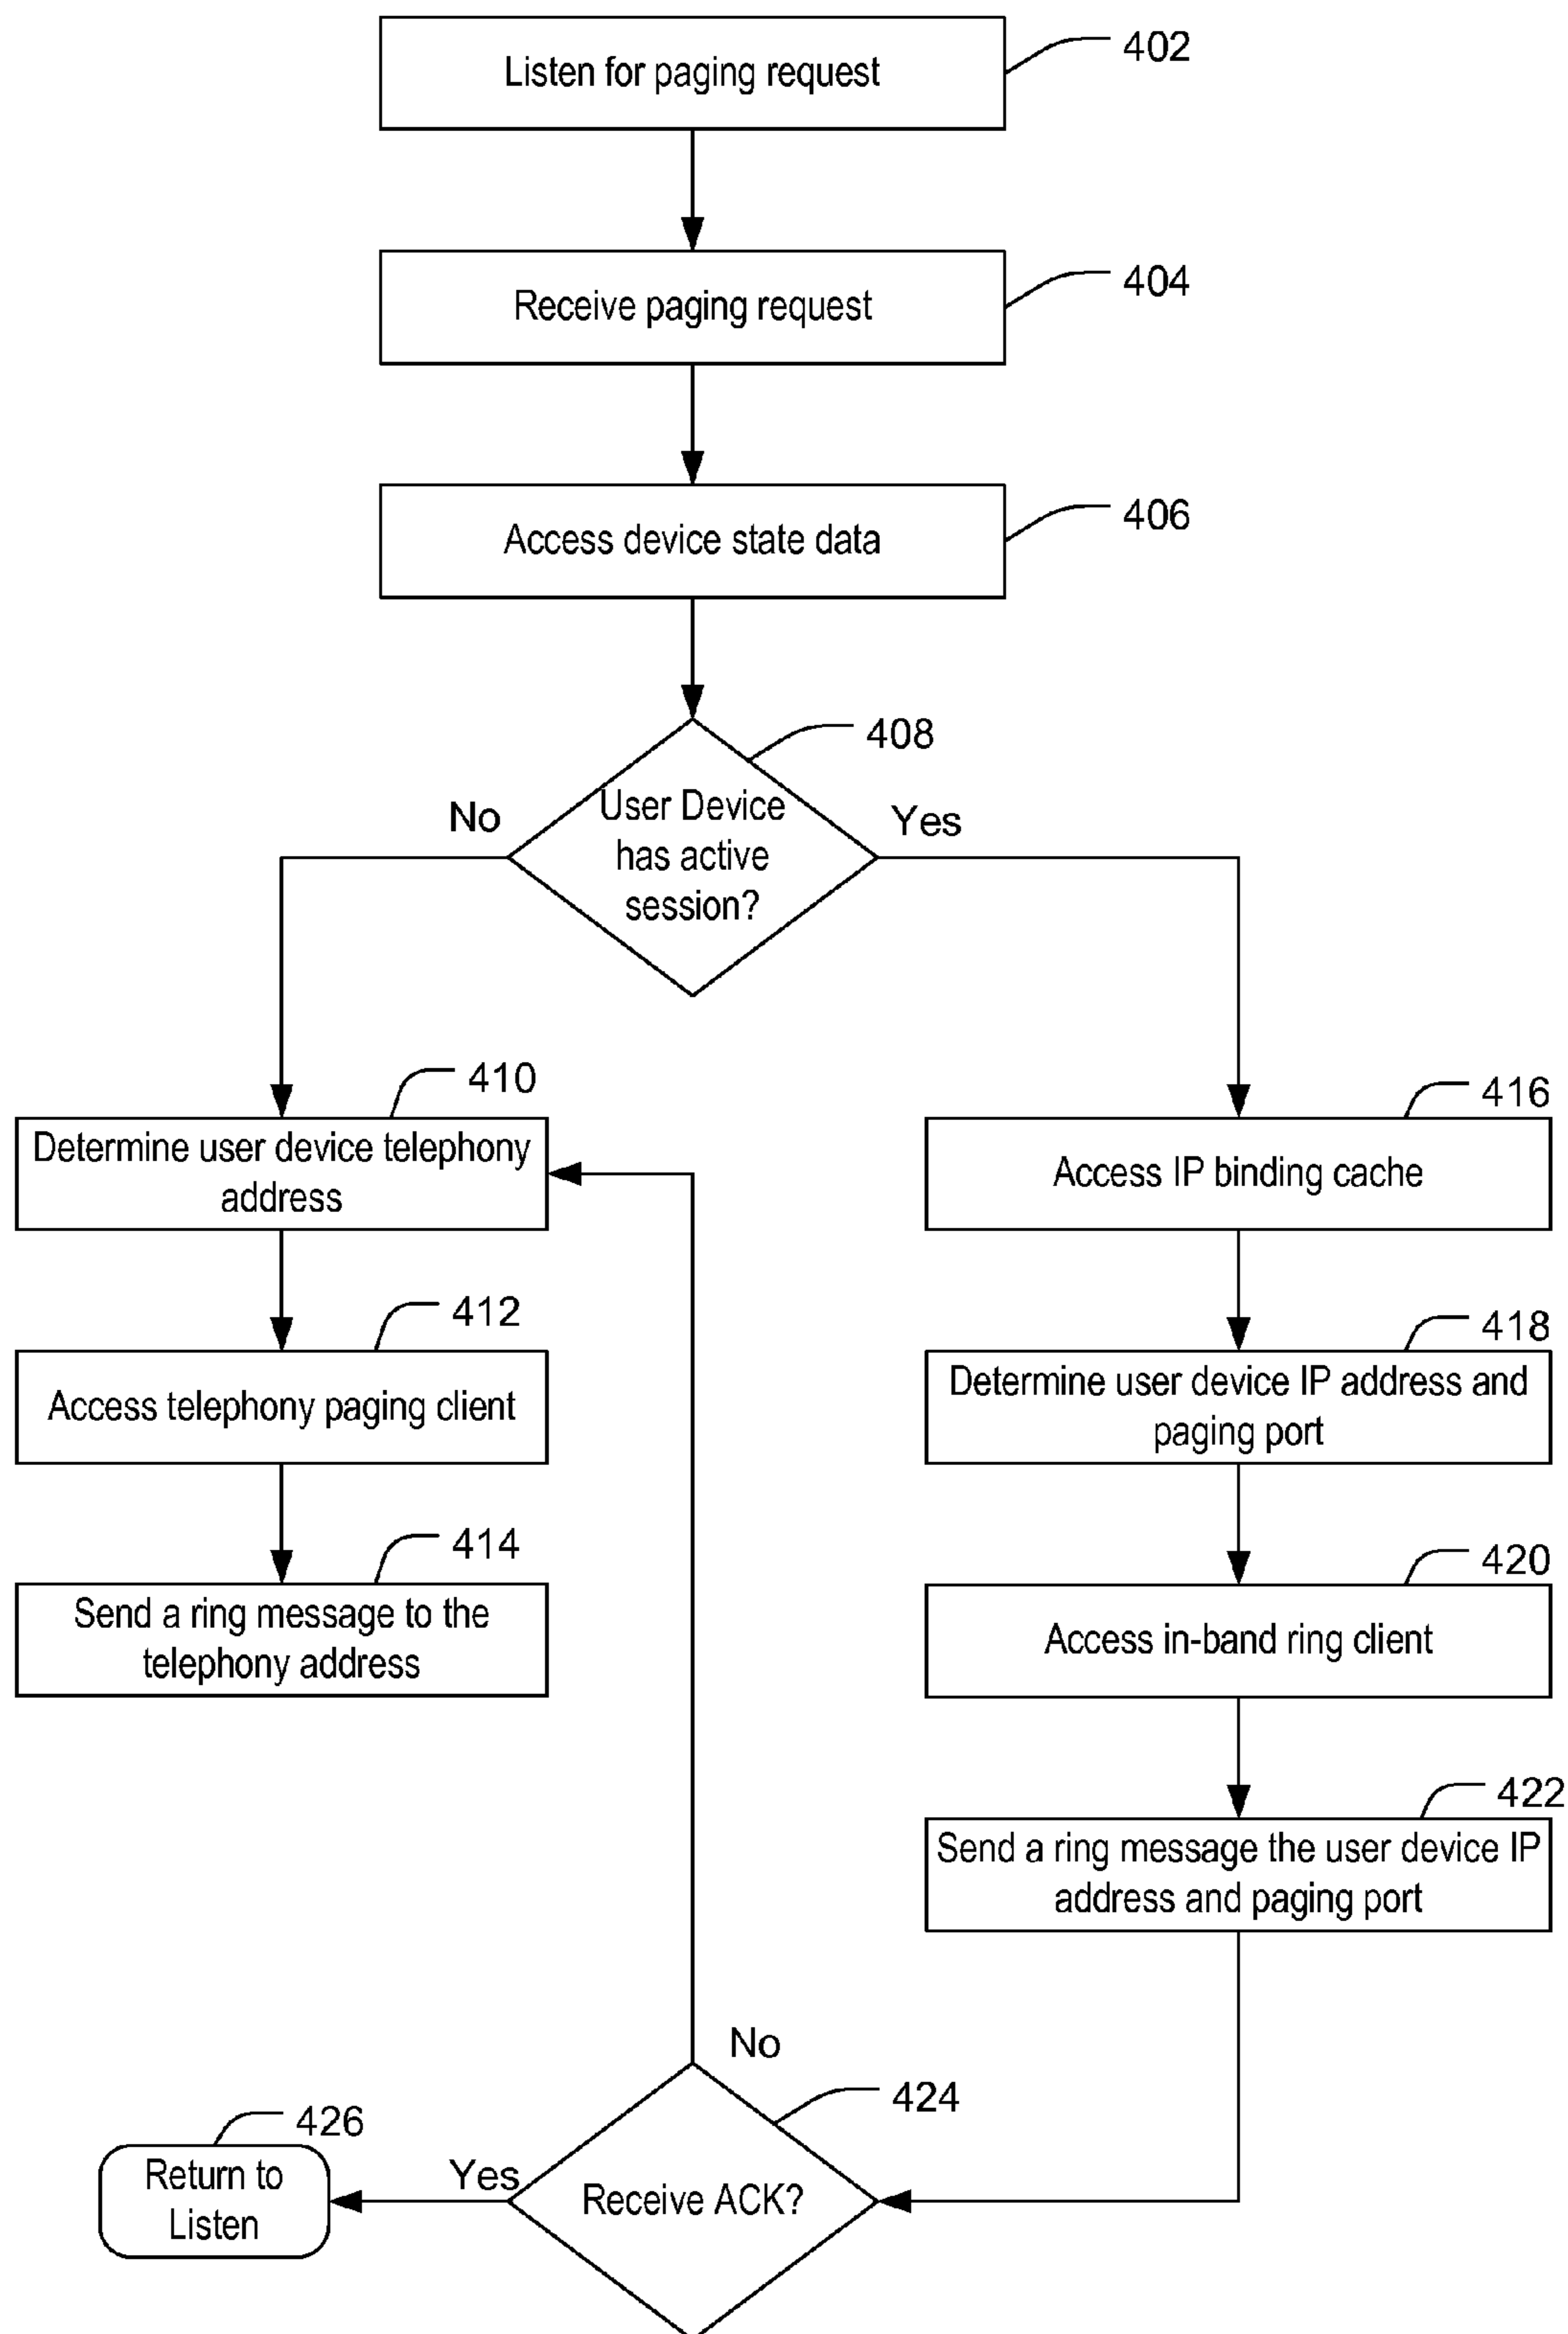 Listen for paging request
402
Receive paging request
404
Access device state data
406
408
User Device
has active
session?
No
Yes
410
Determine user device telephony
address
412
Access telephony paging client
414
Send a ring message to the
telephony address
416
Access IP binding cache
418
Determine user device IP address and
paging port
420
Access in-band ring client
422
Send a ring message the user device IP
address and paging port
No
424
Receive ACK?
Yes
426
Return to
Listen